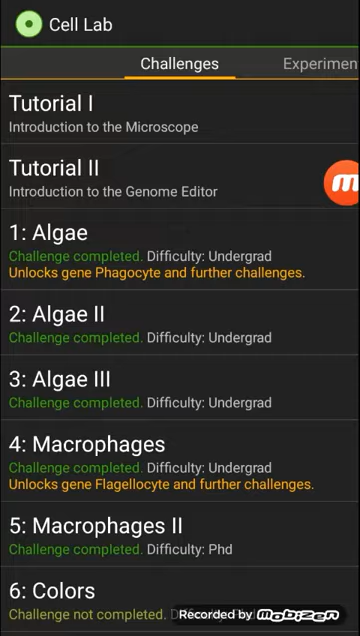 Cell Lab
Challenges Experimen
Tutorial I
Introduction to the Microscope
Tutorial II
Introduction to the Genome Editor
m
1: Algae
Challenge completed. Difficulty: Undergrad
Unlocks gene Phagocyte and further challenges.
2: Algae II
Challenge completed. Difficulty: Undergrad
3: Algae III
Challenge completed. Difficulty: Undergrad
4: Macrophages
Challenge completed. Difficulty: Undergrad
Unlocks gene Flagellocyte and further challenges.
5: Macrophages II
Challenge completed. Difficulty: Phd
6: Colors
Challenge not completed.
Recorded by mobizen